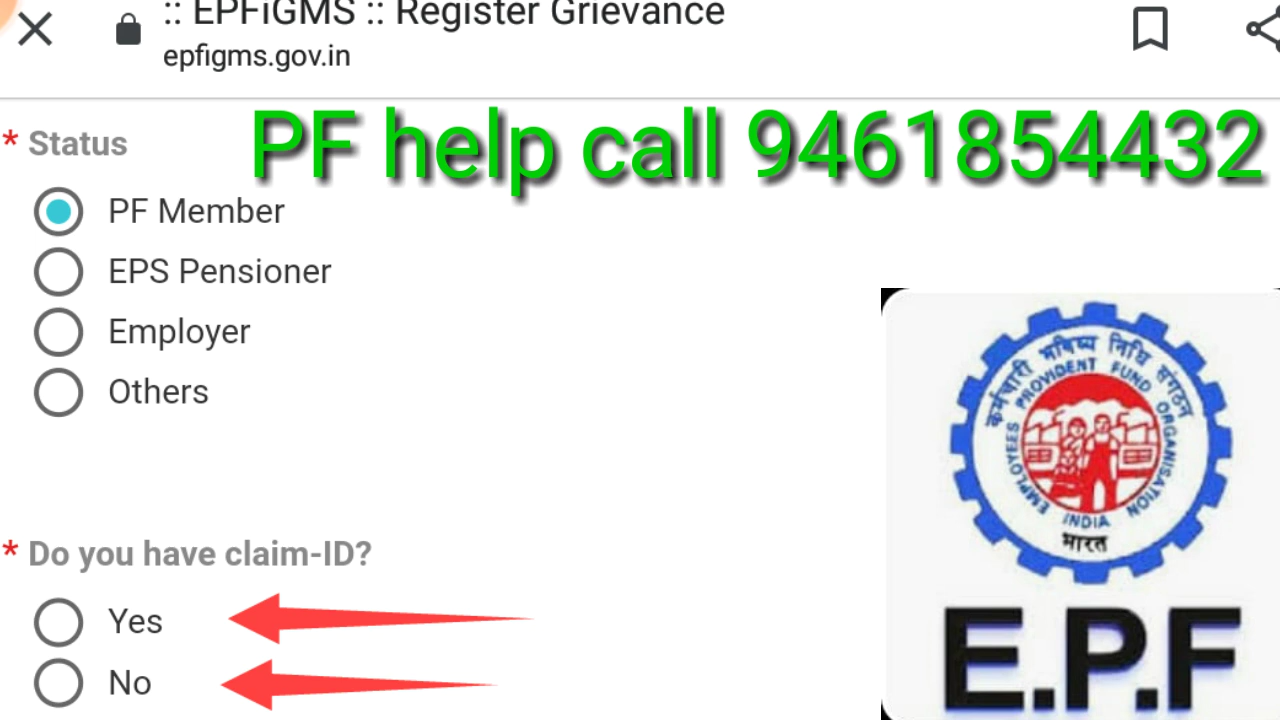 :: EPFiGMS :: Register Grievance
epfigms.gov.in
PF help call 9461854432
* Status
PF Member
EPS Pensioner
Employer
Others
* Do you have claim-ID?
Yes
No
कर्मचारी भविष्य निधि संगठन
EMPLOYEES PROVIDENT FUND ORGANISATION
INDIA
भारत
E.P.F